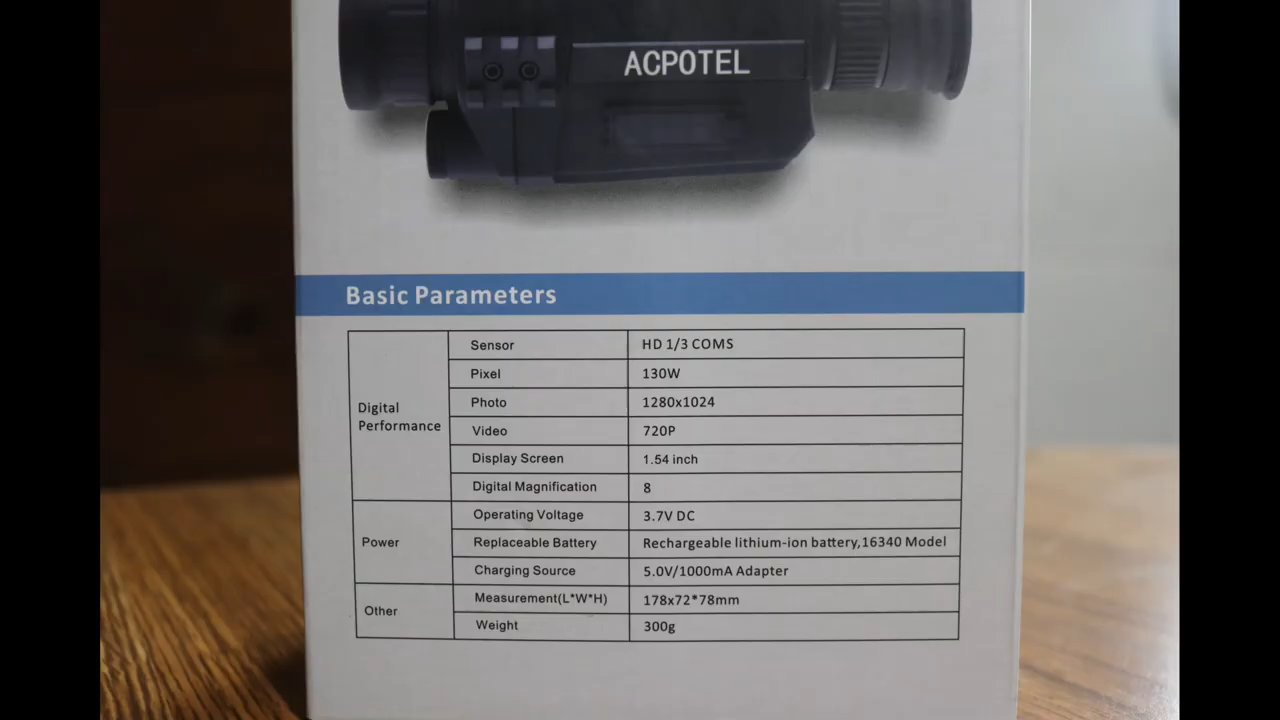 ACPOTEL
Basic Parameters
Digital Performance
Sensor HD 1/3 COMS
Pixel 130W
Photo 1280x1024
Video 720P
Display Screen 1.54 inch
Digital Magnification 8
Power
Operating Voltage 3.7V DC
Replaceable Battery Rechargeable lithium-ion battery,16340 Model
Charging Source 5.0V/1000mA Adapter
Other
Measurement(L*W*H) 178x72*78mm
Weight 300g